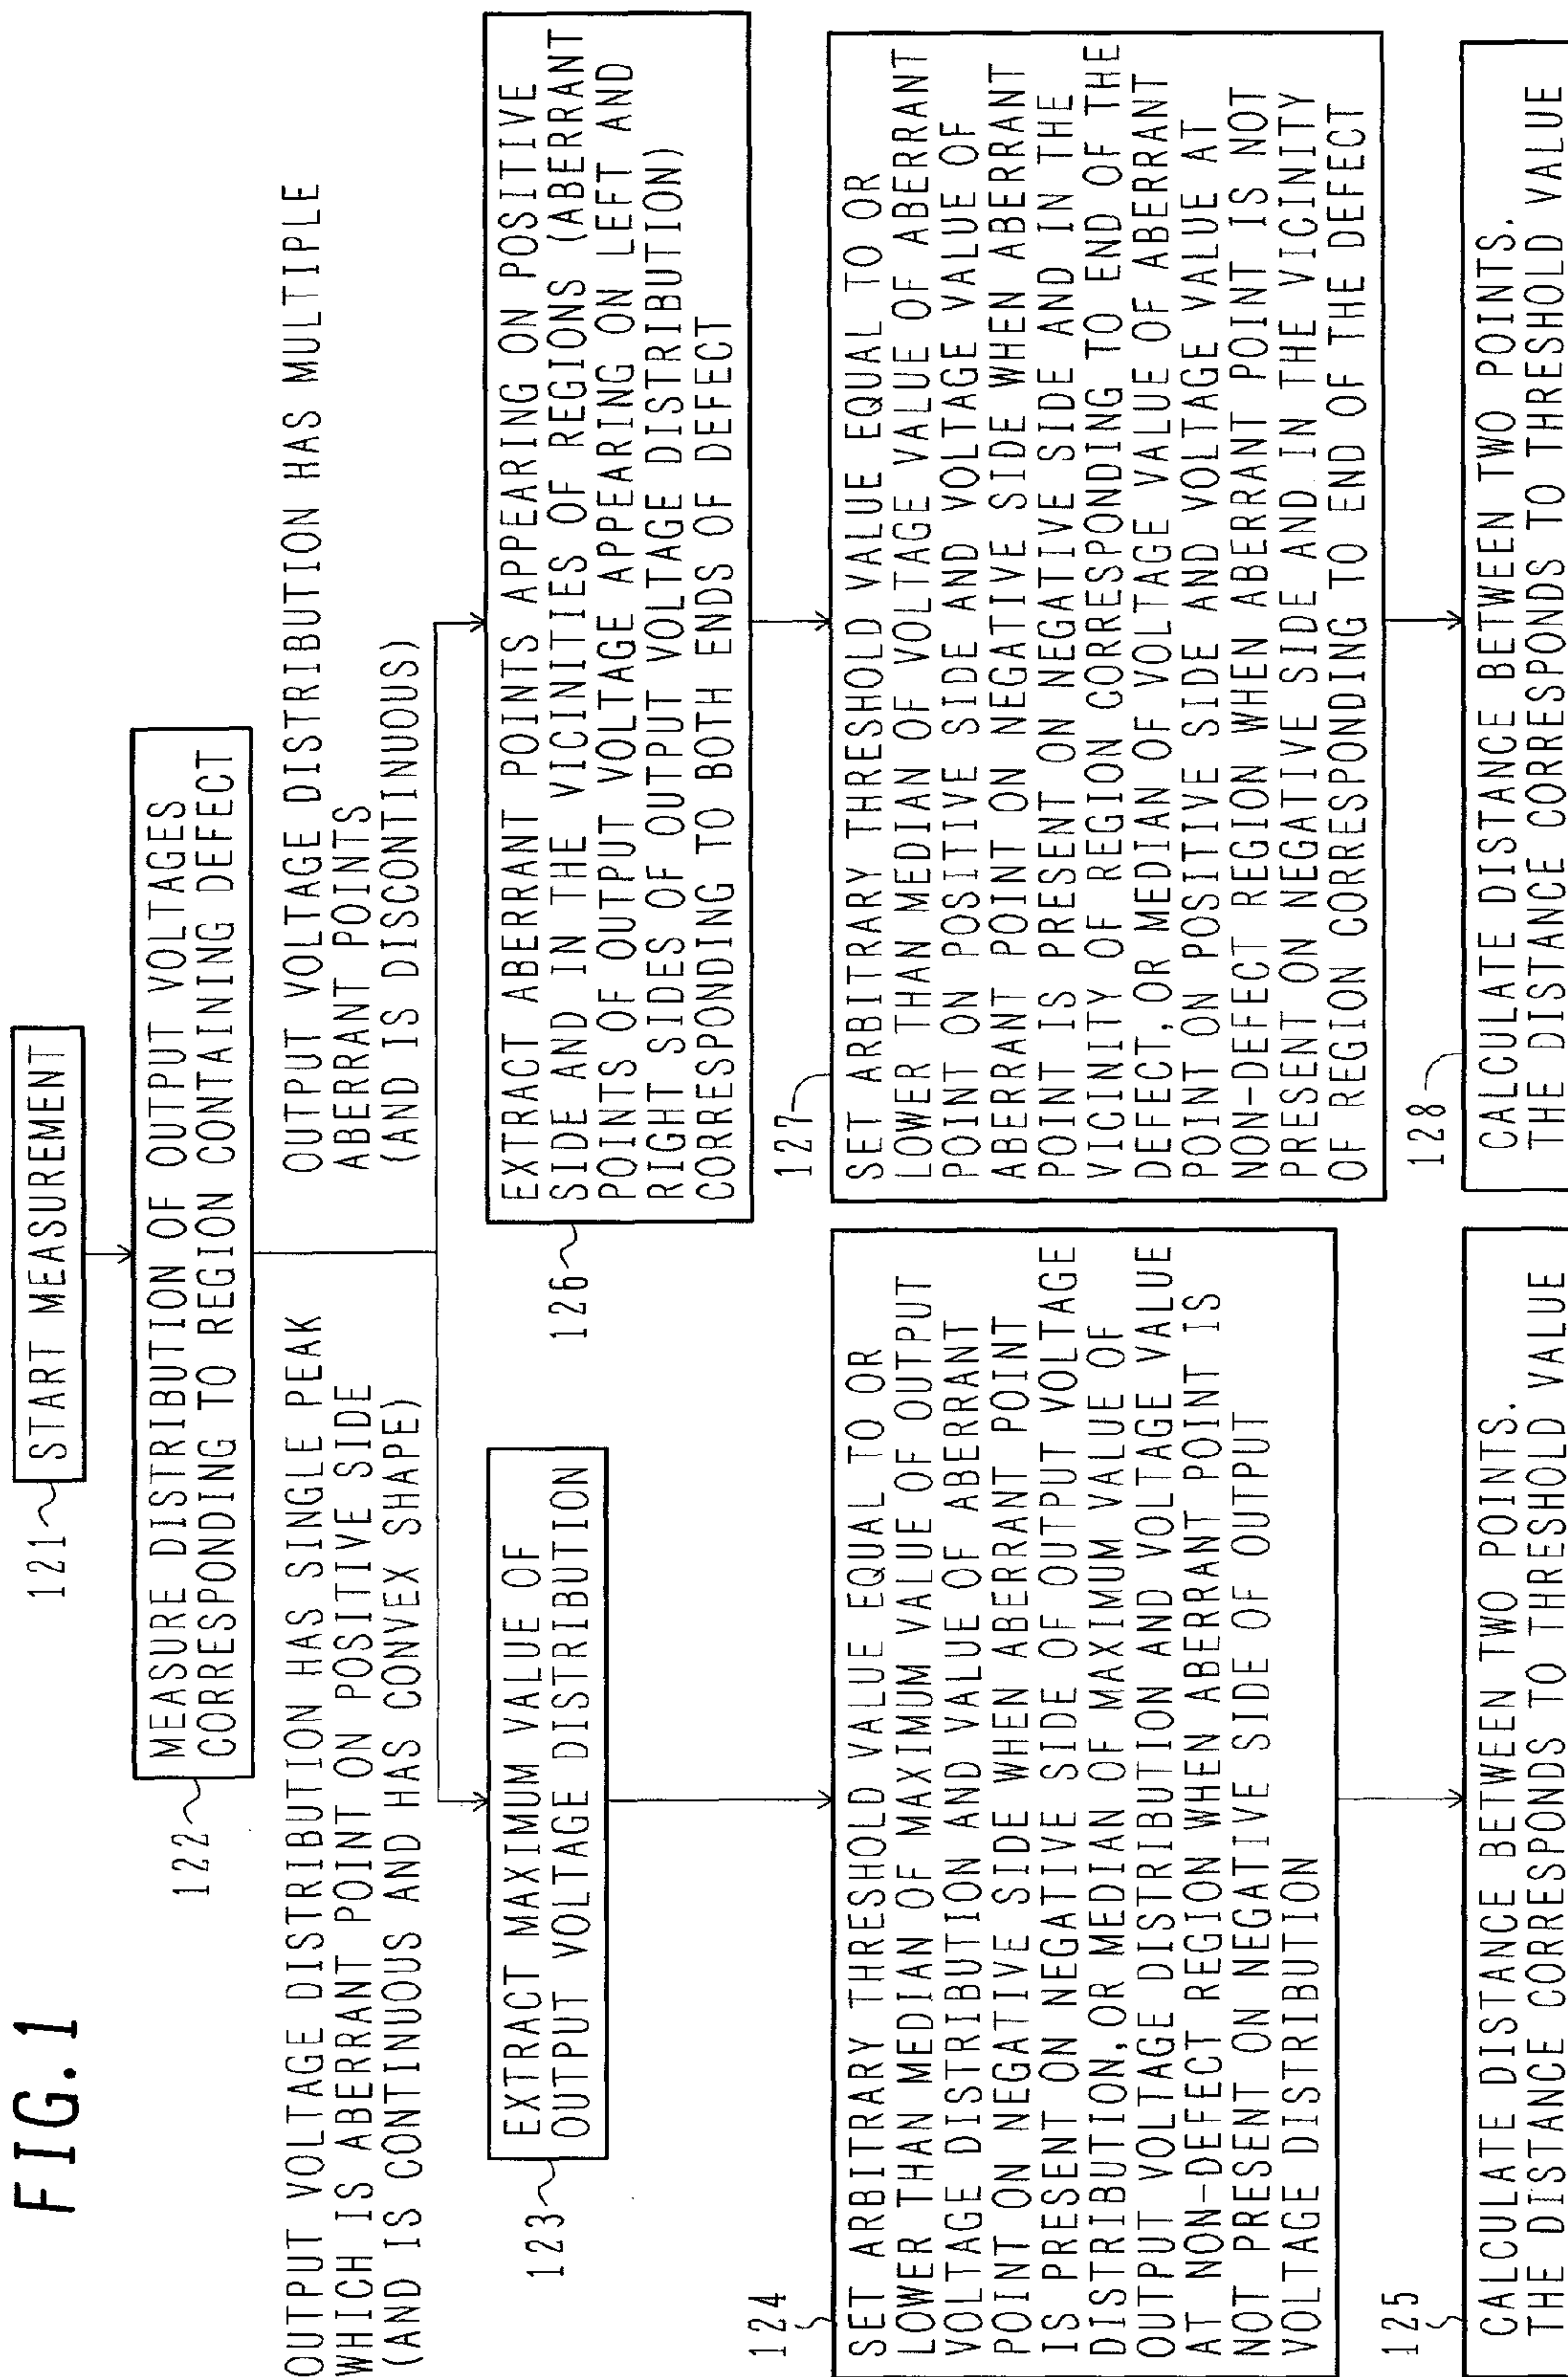 FIG.1
121 START MEASUREMENT
122
MEASURE DISTRIBUTION OF OUTPUT VOLTAGES
CORRESPONDING TO REGION CONTAINING DEFECT
OUTPUT VOLTAGE DISTRIBUTION HAS SINGLE PEAK
WHICH IS ABERRANT POINT ON POSITIVE SIDE
(AND IS CONTINUOUS AND HAS CONVEX SHAPE)
OUTPUT VOLTAGE DISTRIBUTION HAS MULTIPLE
ABERRANT POINTS
(AND IS DISCONTINUOUS)
123
EXTRACT MAXIMUM VALUE OF
OUTPUT VOLTAGE DISTRIBUTION
124
SET ARBITRARY THRESHOLD VALUE EQUAL TO OR
LOWER THAN MEDIAN OF MAXIMUM VALUE OF OUTPUT
VOLTAGE DISTRIBUTION AND VALUE OF ABERRANT
POINT ON NEGATIVE SIDE WHEN ABERRANT POINT
IS PRESENT ON NEGATIVE SIDE OF OUTPUT VOLTAGE
DISTRIBUTION, OR MEDIAN OF MAXIMUM VALUE OF
OUTPUT VOLTAGE DISTRIBUTION AND VOLTAGE VALUE
AT NON-DEFECT REGION WHEN ABERRANT POINT IS
NOT PRESENT ON NEGATIVE SIDE OF OUTPUT
VOLTAGE DISTRIBUTION
125
CALCULATE DISTANCE BETWEEN TWO POINTS.
THE DISTANCE CORRESPONDS TO THRESHOLD VALUE
126
EXTRACT ABERRANT POINTS APPEARING ON POSITIVE
SIDE AND IN THE VICINITIES OF REGIONS (ABERRANT
POINTS OF OUTPUT VOLTAGE APPEARING ON LEFT AND
RIGHT SIDES OF OUTPUT VOLTAGE DISTRIBUTION)
CORRESPONDING TO BOTH ENDS OF DEFECT
127
SET ARBITRARY THRESHOLD VALUE EQUAL TO OR
LOWER THAN MEDIAN OF VOLTAGE VALUE OF ABERRANT
POINT ON POSITIVE SIDE AND VOLTAGE VALUE OF
ABERRANT POINT ON NEGATIVE SIDE WHEN ABERRANT
POINT IS PRESENT ON NEGATIVE SIDE AND IN THE
VICINITY OF REGION CORRESPONDING TO END OF THE
DEFECT, OR MEDIAN OF VOLTAGE VALUE OF ABERRANT
POINT ON POSITIVE SIDE AND VOLTAGE VALUE AT
NON-DEFECT REGION WHEN ABERRANT POINT IS NOT
PRESENT ON NEGATIVE SIDE AND IN THE VICINITY
OF REGION CORRESPONDING TO END OF THE DEFECT
128
CALCULATE DISTANCE BETWEEN TWO POINTS.
THE DISTANCE CORRESPONDS TO THRESHOLD VALUE